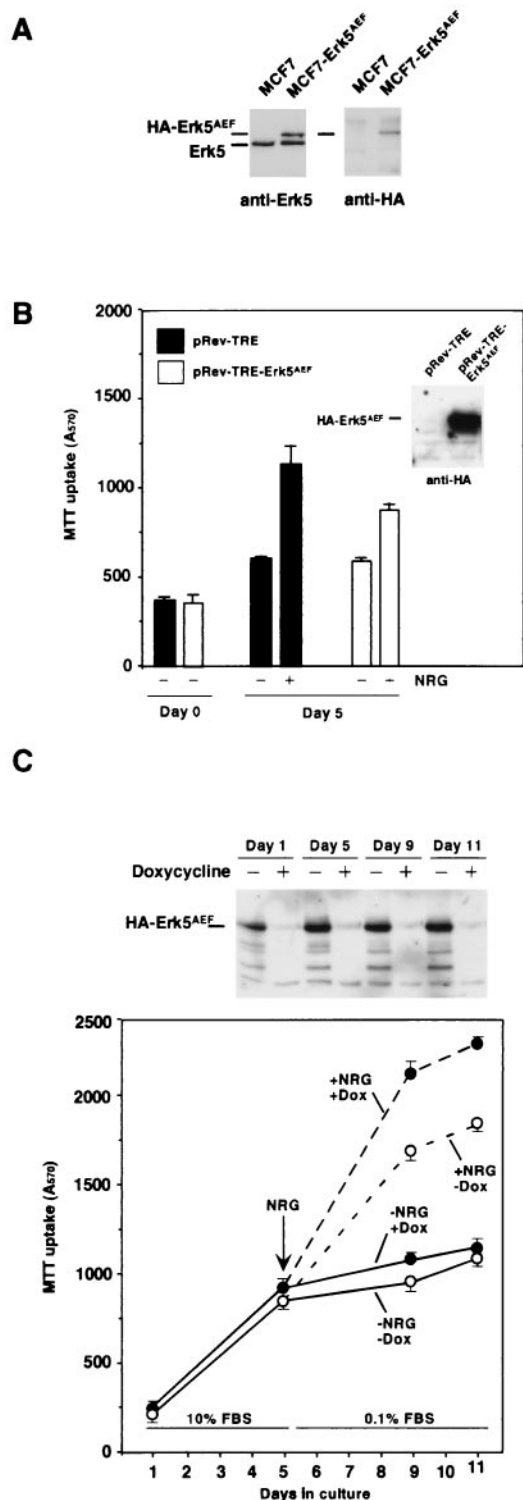 A
MCF7
MCF7-Erk5AEF
MCF7
MCF7-Erk5AEF
HA-Erk5AEF
Erk5
anti-Erk5
anti-HA
B
2000
1500
1000
500
0
MTT uptake (A570)
pRev-TRE
pRev-TRE-Erk5AEF
pRev-TRE
pRev-TRE-
Erk5AEF
HA-Erk5AEF
anti-HA
– – – + – + NRG
Day 0 Day 5
C
Day 1 Day 5 Day 9 Day 11
Doxycycline – + – + – + – +
HA-Erk5AEF
2500
2000
1500
1000
500
0
MTT uptake (A570)
+NRG
+Dox
+NRG
-Dox
NRG
-NRG
+Dox
-NRG
-Dox
10% FBS 0.1% FBS
1 2 3 4 5 6 7 8 9 10 11
Days in culture